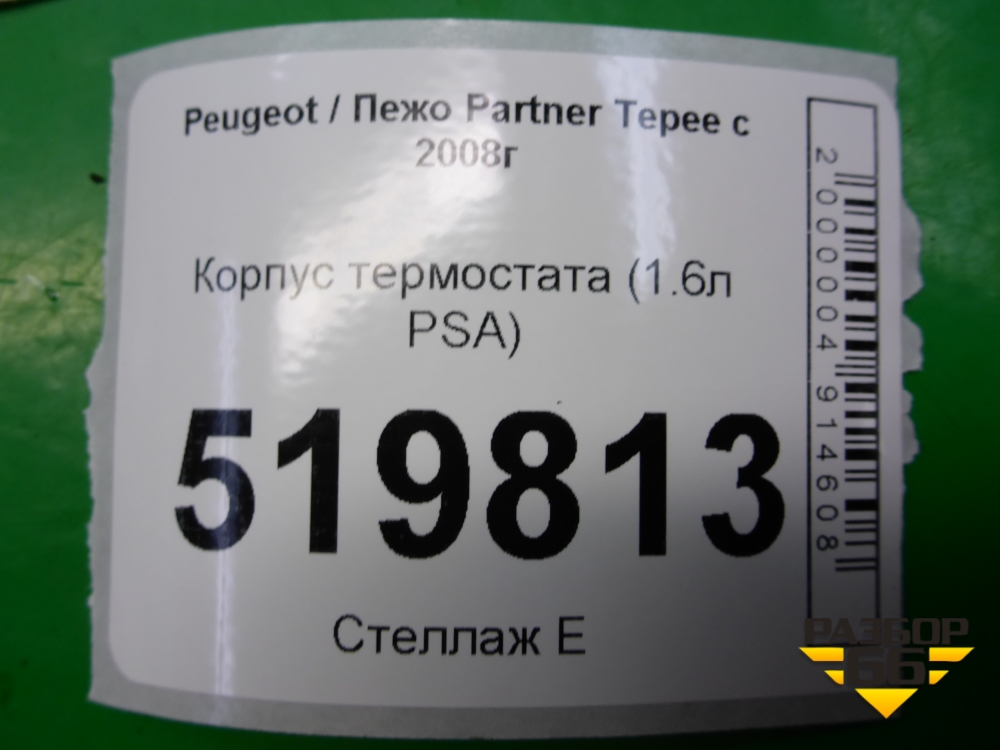 Peugeot / Пежо Partner Tepee с
2008г
Корпус термостата (1.6л
PSA)
519813
Стеллаж Е
2000004914608
РАЗБОР
66